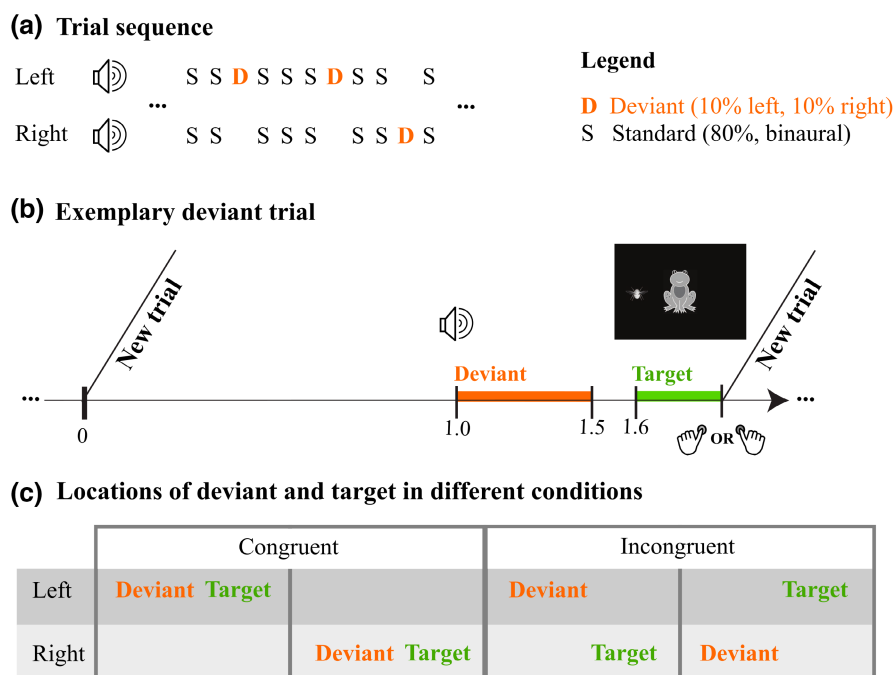 (a) Trial sequence
Left S S D S S S D S S S
... ...
Right S S S S S S S D S
Legend
D Deviant (10% left, 10% right)
S Standard (80%, binaural)
(b) Exemplary deviant trial
New trial
New trial
Deviant Target
... ...
0 1.0 1.5 1.6
OR
(c) Locations of deviant and target in different conditions
Congruent Incongruent
Left Deviant Target Deviant Target
Right Deviant Target Target Deviant